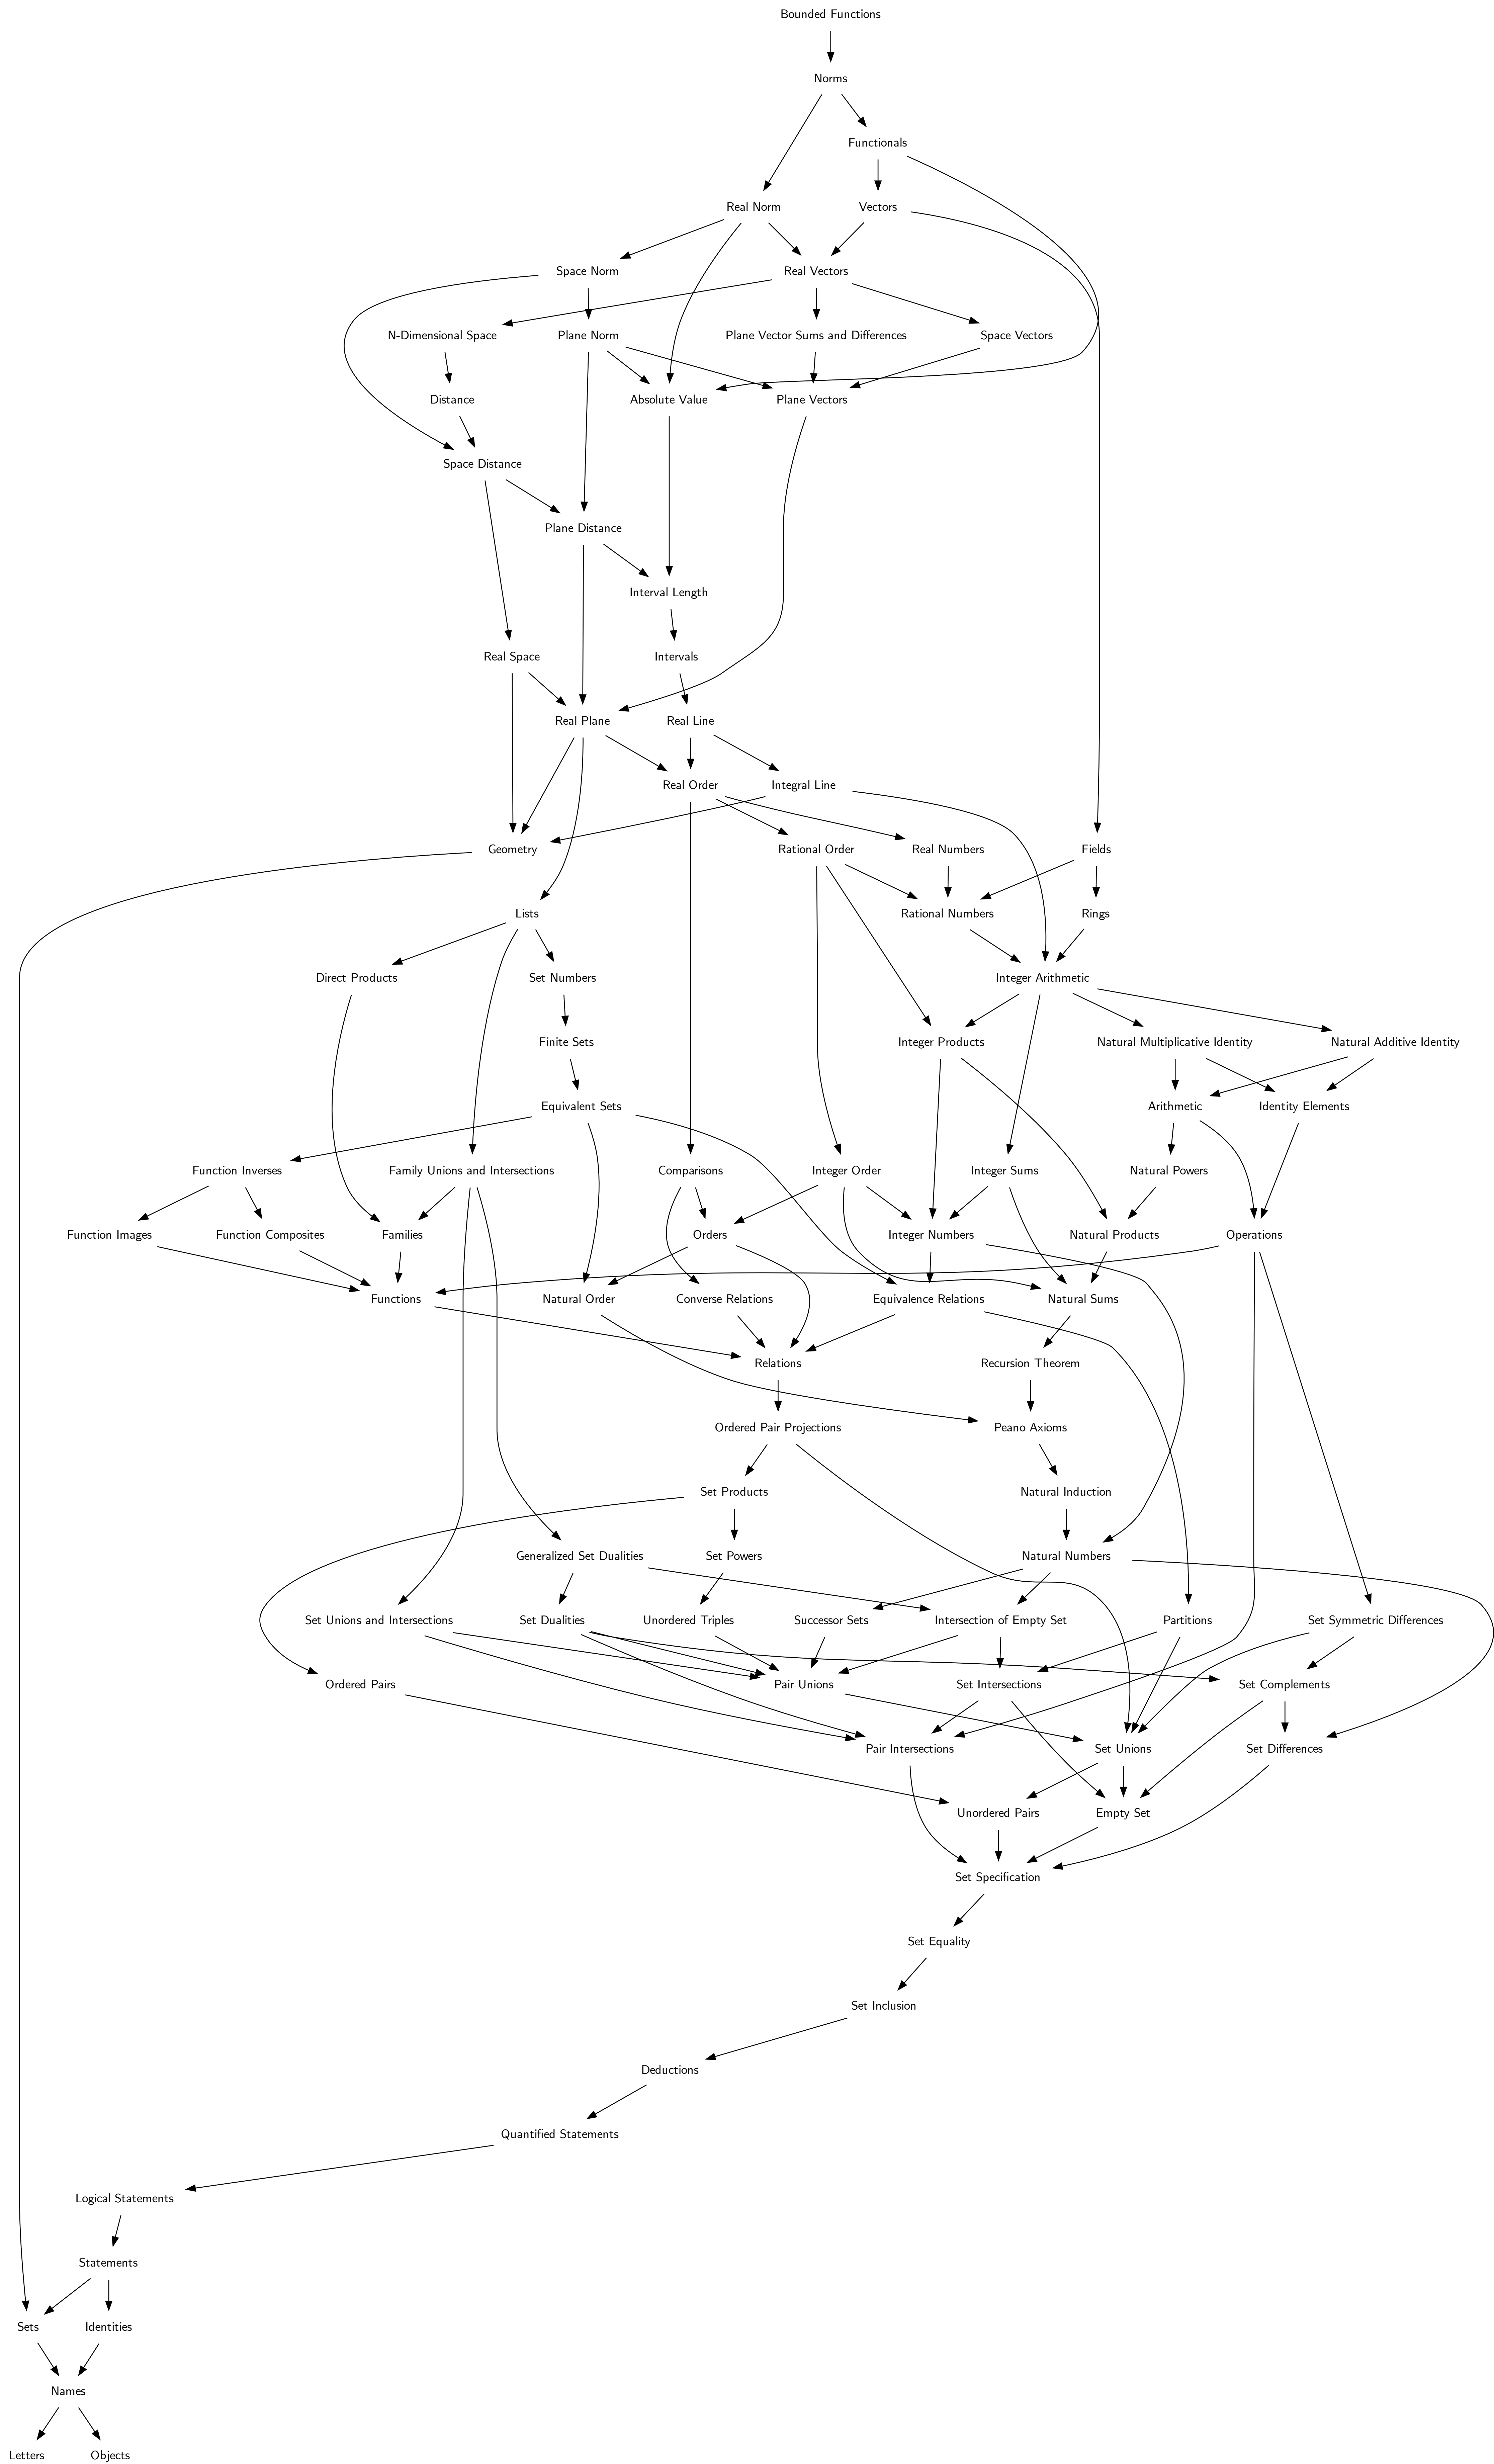 Bounded Functions
Norms
Functionals
Real Norm
Vectors
Space Norm
Real Vectors
N-Dimensional Space
Plane Norm
Plane Vector Sums and Differences
Space Vectors
Distance
Absolute Value
Plane Vectors
Space Distance
Plane Distance
Interval Length
Real Space
Intervals
Real Plane
Real Line
Real Order
Integral Line
Geometry
Rational Order
Real Numbers
Fields
Lists
Rational Numbers
Rings
Direct Products
Set Numbers
Integer Arithmetic
Finite Sets
Integer Products
Natural Multiplicative Identity
Natural Additive Identity
Equivalent Sets
Arithmetic
Identity Elements
Function Inverses
Family Unions and Intersections
Comparisons
Integer Order
Integer Sums
Natural Powers
Function Images
Function Composites
Families
Orders
Integer Numbers
Natural Products
Operations
Functions
Natural Order
Converse Relations
Equivalence Relations
Natural Sums
Relations
Recursion Theorem
Ordered Pair Projections
Peano Axioms
Set Products
Natural Induction
Generalized Set Dualities
Set Powers
Natural Numbers
Set Unions and Intersections
Set Dualities
Unordered Triples
Successor Sets
Intersection of Empty Set
Partitions
Set Symmetric Differences
Ordered Pairs
Pair Unions
Set Intersections
Set Complements
Pair Intersections
Set Unions
Set Differences
Unordered Pairs
Empty Set
Set Specification
Set Equality
Set Inclusion
Deductions
Quantified Statements
Logical Statements
Statements
Sets
Identities
Names
Letters
Objects